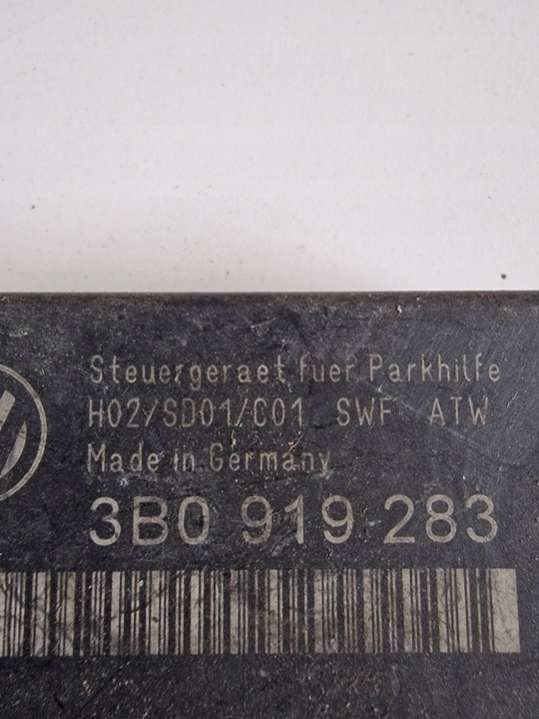 Steuergeraet fuer Parkhilfe
H02/SD01/C01 SWF ATW
Made in Germany
3B0 919 283